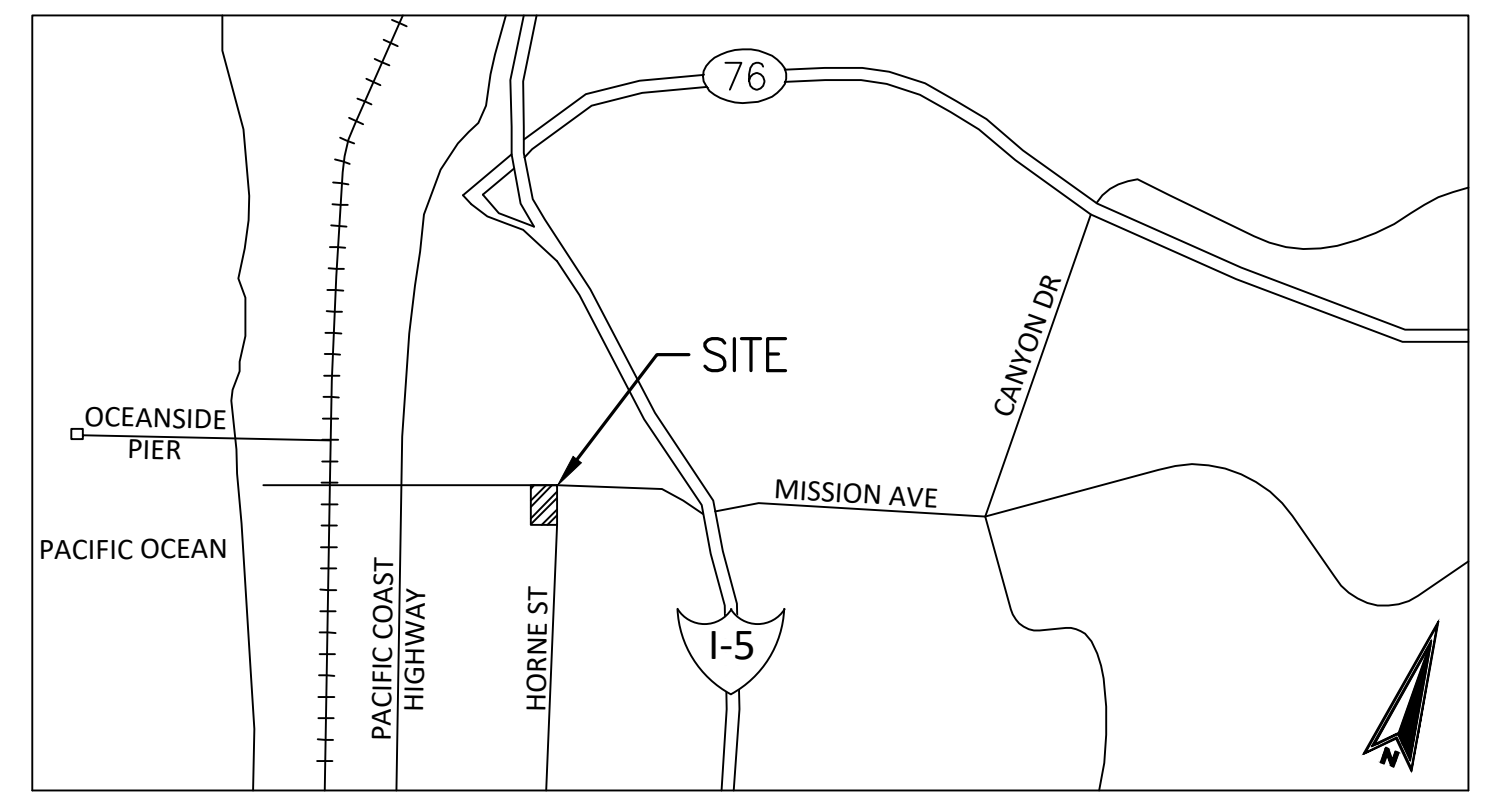 76
SITE
CANYON DR
OCEANSIDE
PIER
MISSION AVE
PACIFIC OCEAN
PACIFIC COAST
HIGHWAY
HORNE ST
I-5
N